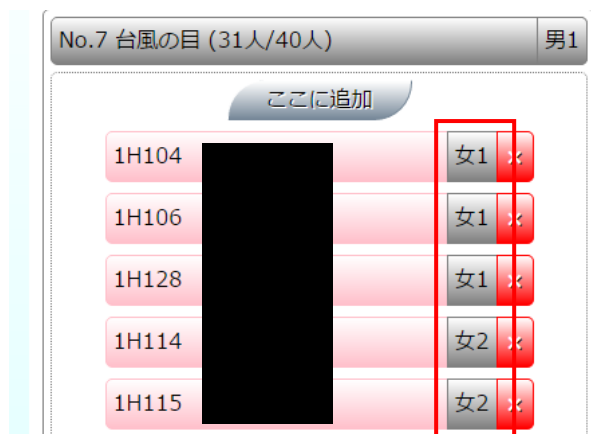 No.7 台風の目 (31人/40人) 男1
ここに追加
1H104 女1 ×
1H106 女1 ×
1H128 女1 ×
1H114 女2 ×
1H115 女2 ×